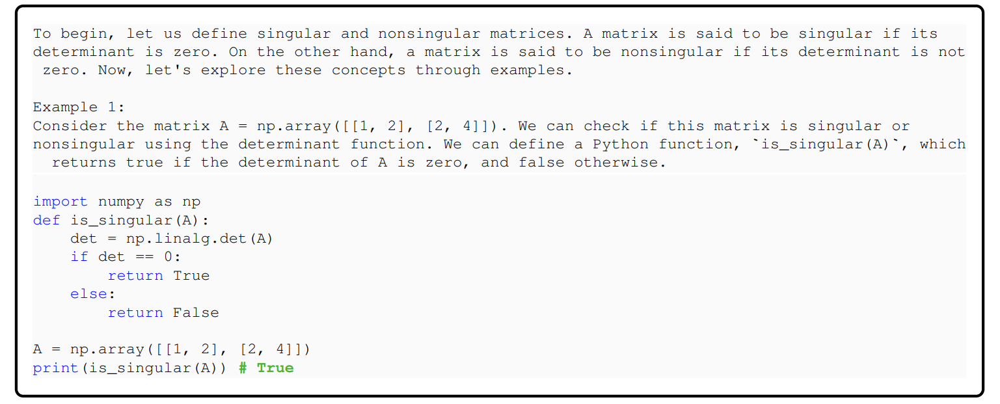 To begin, let us define singular and nonsingular matrices. A matrix is said to be singular if its
determinant is zero. On the other hand, a matrix is said to be nonsingular if its determinant is not
zero. Now, let's explore these concepts through examples.

Example 1:
Consider the matrix A = np.array([[1, 2], [2, 4]]). We can check if this matrix is singular or
nonsingular using the determinant function. We can define a Python function, `is_singular(A)`, which
returns true if the determinant of A is zero, and false otherwise.

import numpy as np
def is_singular(A):
    det = np.linalg.det(A)
    if det == 0:
        return True
    else:
        return False

A = np.array([[1, 2], [2, 4]])
print(is_singular(A)) # True